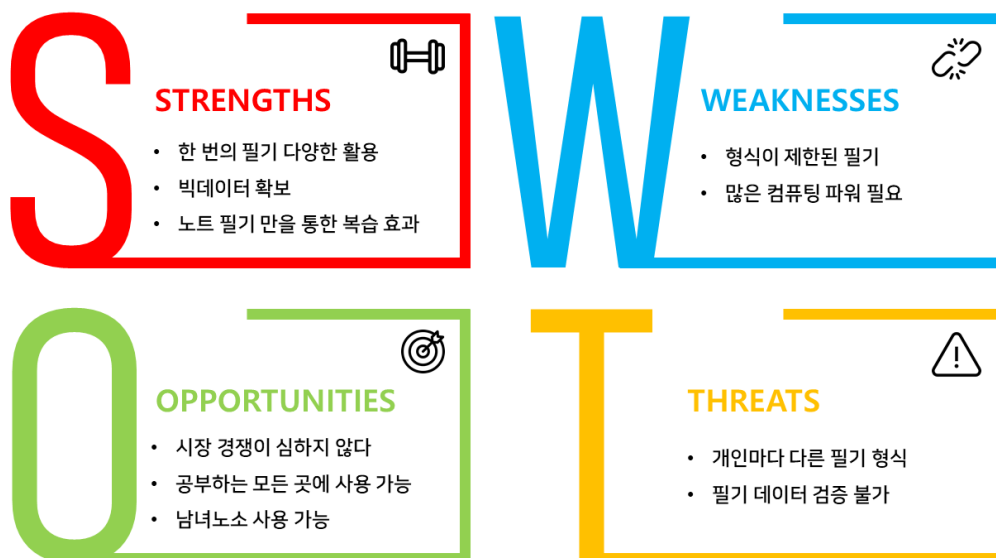 S
STRENGTHS
• 한 번의 필기 다양한 활용
• 빅데이터 확보
• 노트 필기 만을 통한 복습 효과
W
WEAKNESSES
• 형식이 제한된 필기
• 많은 컴퓨팅 파워 필요
O
OPPORTUNITIES
• 시장 경쟁이 심하지 않다
• 공부하는 모든 곳에 사용 가능
• 남녀노소 사용 가능
T
THREATS
• 개인마다 다른 필기 형식
• 필기 데이터 검증 불가